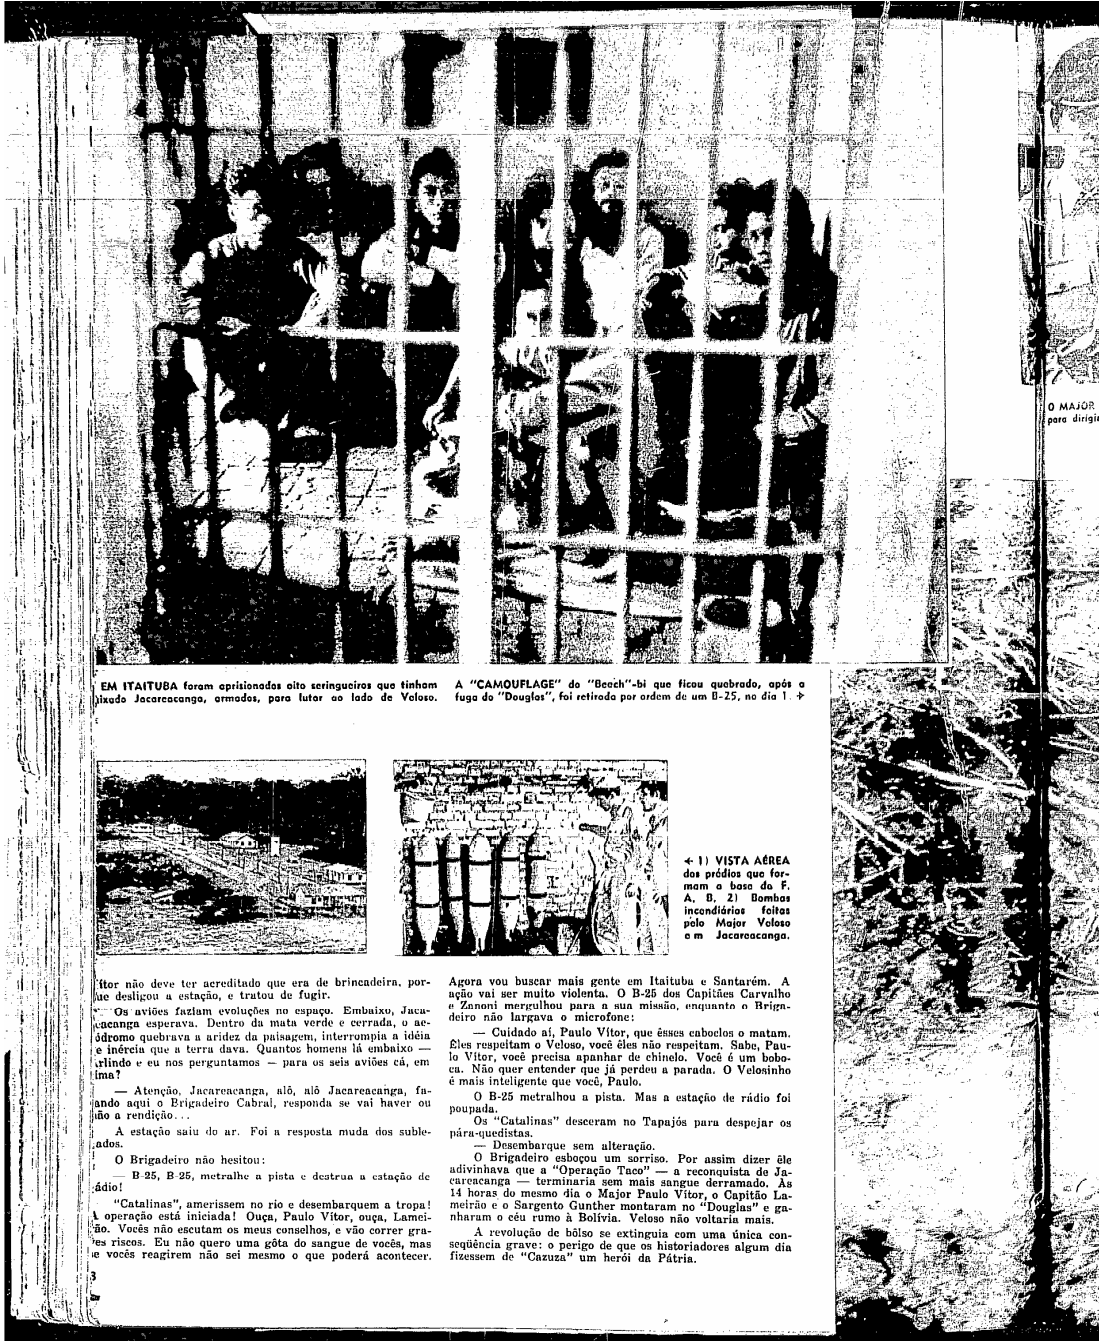 EM ITAITUBA foram aprisionados oito seringueiros que tinham
ixado Jacareacanga, armados, para lutar ao lado de Veloso.
A "CAMOUFLAGE" do "Beech"-bi que ficou quebrado, após a
fuga do "Douglas", foi retirada por ordem de um B-25, no dia 1.
O MAJOR
para dirigi
1) VISTA AÉREA
dos prédios que for-
mam a base da F.
A. B. 2) Bombas
incendiárias feitas
pelo Major Veloso
em Jacareacanga.
ítor não deve ter acreditado que era de brincadeira, por-
ue desligou a estação, e tratou de fugir.
Os aviões faziam evoluções no espaço. Embaixo, Jaca-
eacanga esperava. Dentro da mata verde e cerrada, o ae-
ódromo quebrava a aridez da paisagem, interrompia a idéia
e inércia que a terra dava. Quantos homens lá embaixo —
rlindo e eu nos perguntamos — para os seis aviões cá, em
ima?
— Atenção, Jacareacanga, alô, alô Jacareacanga, fa-
ando aqui o Brigadeiro Cabral, responda se vai haver ou
ão a rendição...
A estação saiu do ar. Foi a resposta muda dos suble-
ados.
O Brigadeiro não hesitou:
— B-25, B-25, metralhe a pista e destrua a estação de
ádio!
"Catalinas", amerissem no rio e desembarquem a tropa!
operação está iniciada! Ouça, Paulo Vítor, ouça, Lamei-
ão. Vocês não escutam os meus conselhos, e vão correr gra-
es riscos. Eu não quero uma gôta do sangue de vocês, mas
e vocês reagirem não sei mesmo o que poderá acontecer.
Agora vou buscar mais gente em Itaituba e Santarém. A
ação vai ser muito violenta. O B-25 dos Capitães Carvalho
e Zanoni mergulhou para a sua missão, enquanto o Briga-
deiro não largava o microfone:
— Cuidado aí, Paulo Vítor, que êsses caboclos o matam.
Êles respeitam o Veloso, você êles não respeitam. Sabe, Pau-
lo Vítor, você precisa apanhar de chinelo. Você é um bobo-
ca. Não quer entender que já perdeu a parada. O Velosinho
é mais inteligente que você, Paulo.
O B-25 metralhou a pista. Mas a estação de rádio foi
poupada.
Os "Catalinas" desceram no Tapajós para despejar os
pára-quedistas.
— Desembarque sem alteração.
O Brigadeiro esboçou um sorriso. Por assim dizer êle
adivinhava que a "Operação Taco" — a reconquista de Ja-
careacanga — terminaria sem mais sangue derramado. Às
14 horas do mesmo dia o Major Paulo Vítor, o Capitão La-
meirão e o Sargento Gunther montaram no "Douglas" e ga-
nharam o céu rumo à Bolívia. Veloso não voltaria mais.
A revolução de bôlso se extinguia com uma única con-
seqüência grave: o perigo de que os historiadores algum dia
fizessem de "Cazuza" um herói da Pátria.